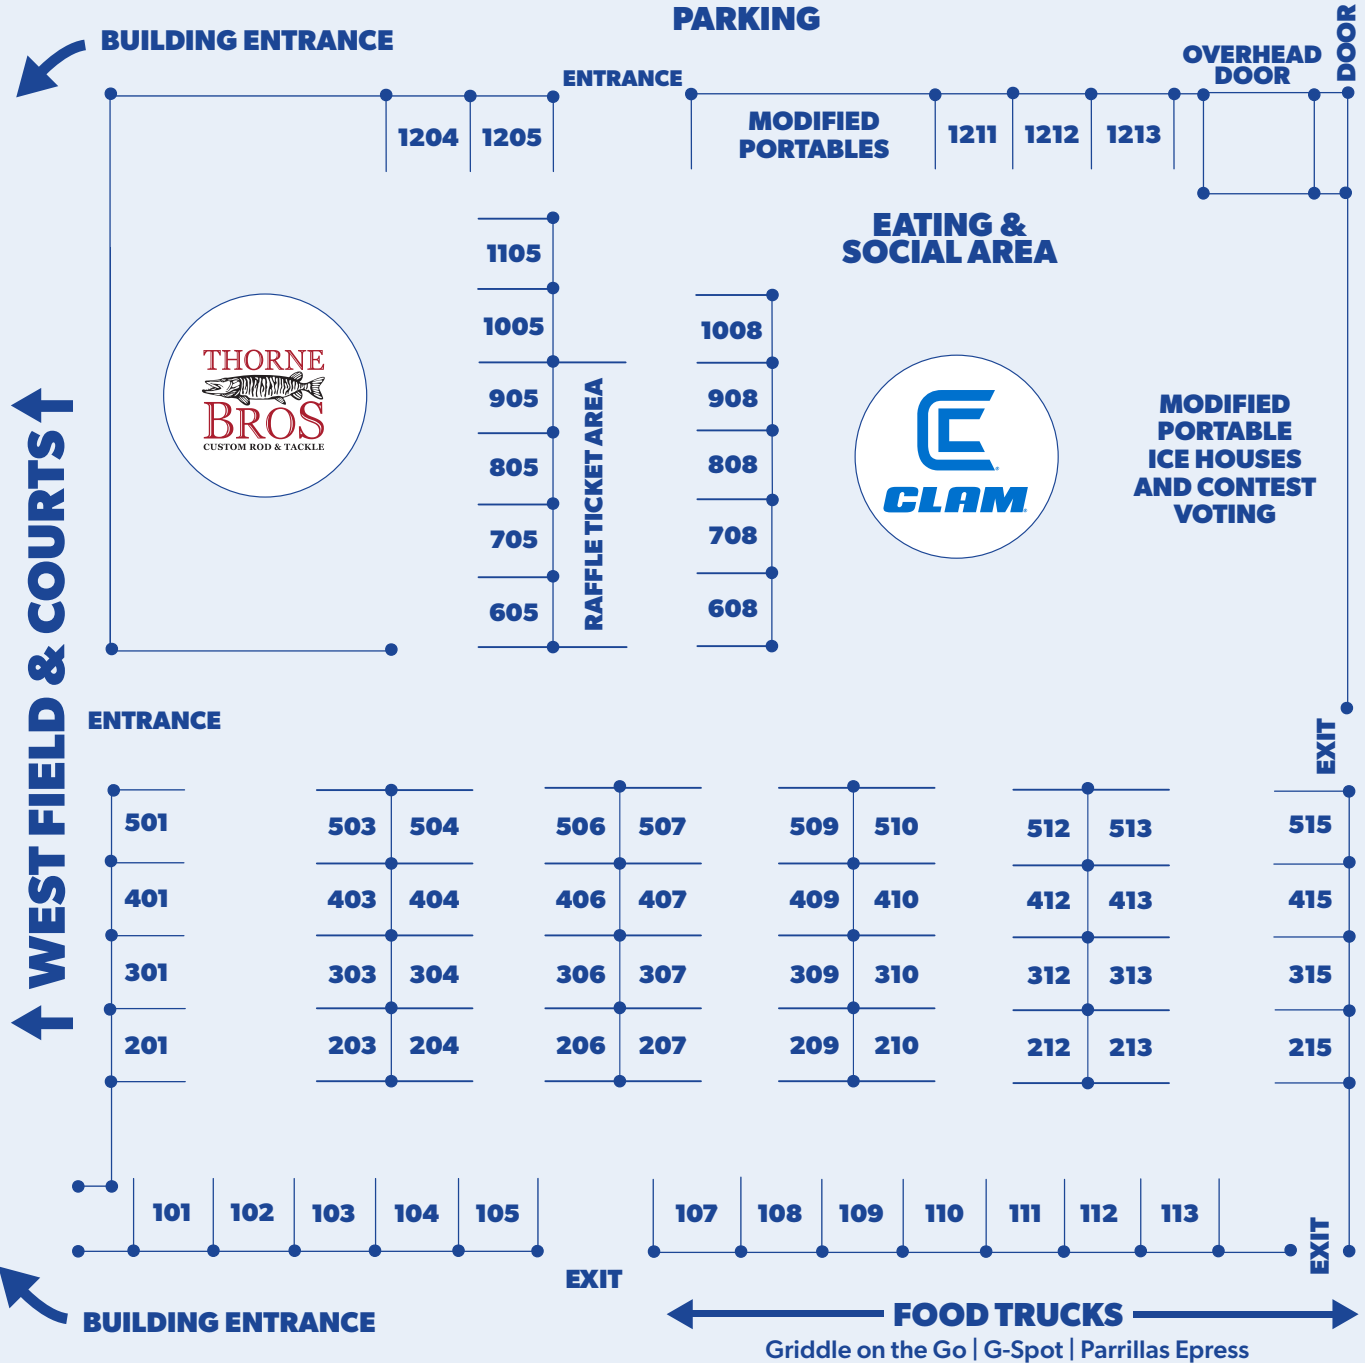 PARKING
BUILDING ENTRANCE
DOOR
OVERHEAD
DOOR
ENTRANCE
1204 1205
MODIFIED
PORTABLES
1211 1212 1213
EATING &
SOCIAL AREA
1105
1005
905
805
705
605
RAFFLE TICKET AREA
1008
908
808
708
608
THORNE
BROS
CUSTOM ROD & TACKLE
CLAM
MODIFIED
PORTABLE
ICE HOUSES
AND CONTEST
VOTING
WEST FIELD & COURTS
ENTRANCE
EXIT
501 503 504 506 507 509 510 512 513 515
401 403 404 406 407 409 410 412 413 415
301 303 304 306 307 309 310 312 313 315
201 203 204 206 207 209 210 212 213 215
101 102 103 104 105 107 108 109 110 111 112 113
EXIT
EXIT
BUILDING ENTRANCE
FOOD TRUCKS
Griddle on the Go | G-Spot | Parrillas Epress